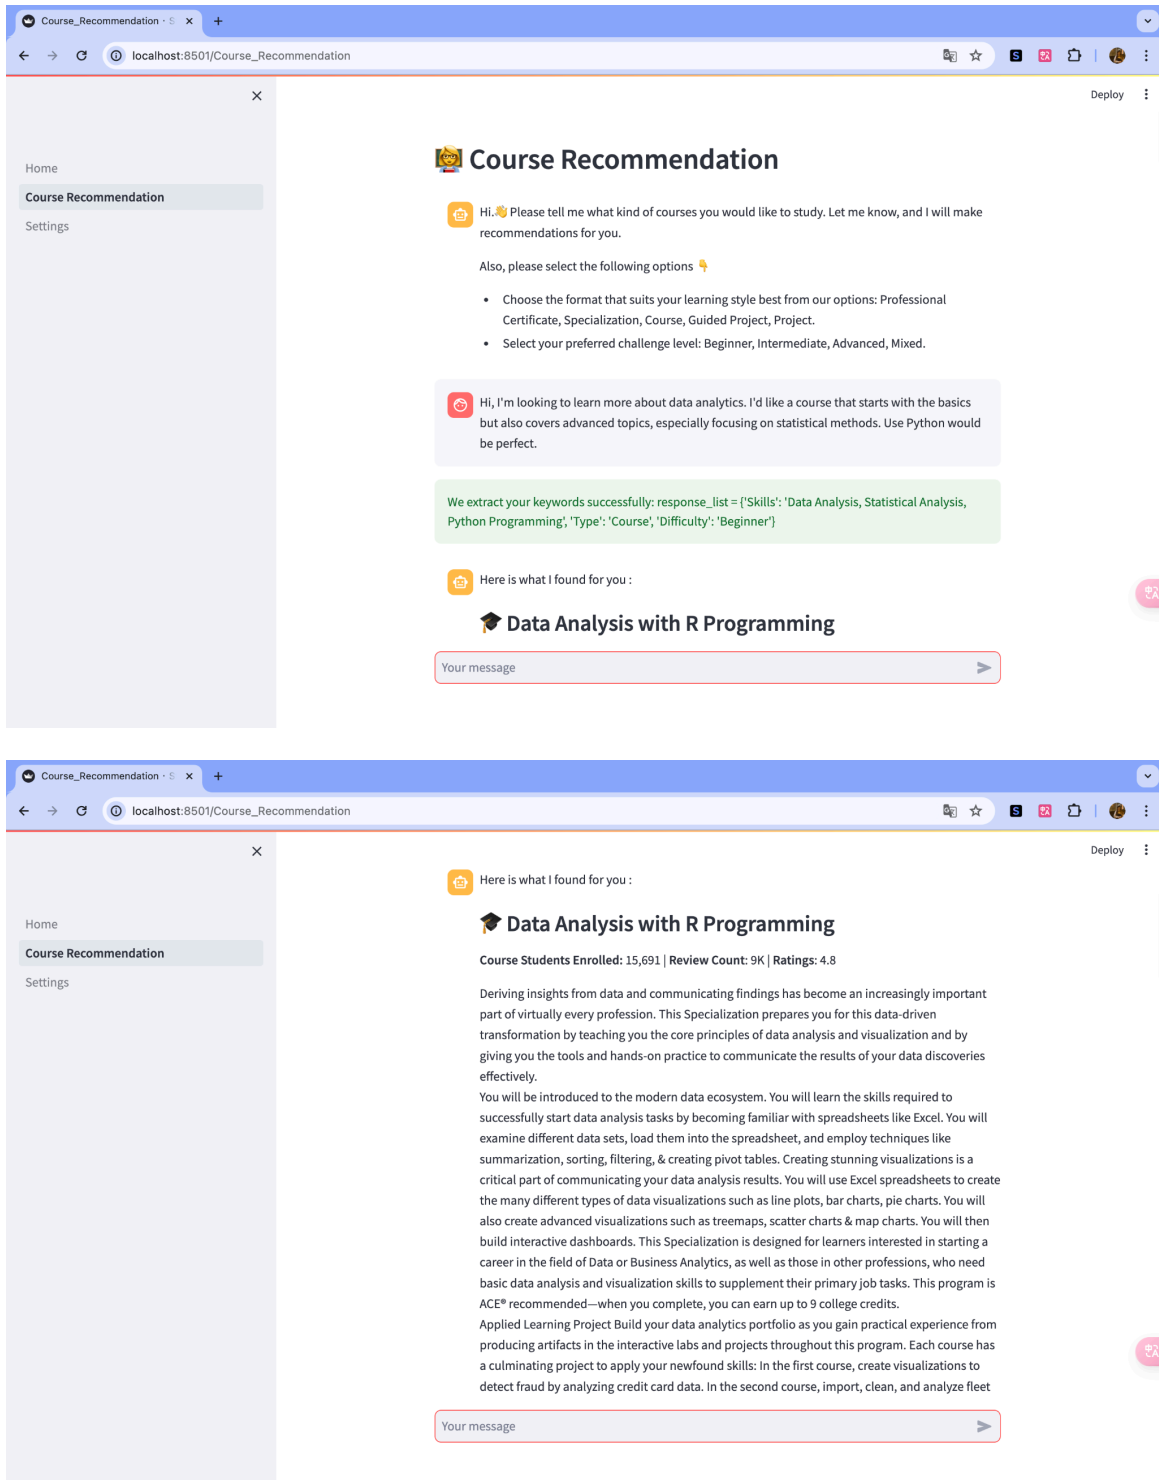 Course_Recommendation · S
localhost:8501/Course_Recommendation
Deploy
Home
Course Recommendation
Settings
Course Recommendation
Hi.👋 Please tell me what kind of courses you would like to study. Let me know, and I will make
recommendations for you.
Also, please select the following options 👇
• Choose the format that suits your learning style best from our options: Professional
Certificate, Specialization, Course, Guided Project, Project.
• Select your preferred challenge level: Beginner, Intermediate, Advanced, Mixed.
Hi, I'm looking to learn more about data analytics. I'd like a course that starts with the basics
but also covers advanced topics, especially focusing on statistical methods. Use Python would
be perfect.
We extract your keywords successfully: response_list = {'Skills': 'Data Analysis, Statistical Analysis,
Python Programming', 'Type': 'Course', 'Difficulty': 'Beginner'}
Here is what I found for you :
🎓 Data Analysis with R Programming
Your message
Course_Recommendation · S
localhost:8501/Course_Recommendation
Deploy
Home
Course Recommendation
Settings
Here is what I found for you :
🎓 Data Analysis with R Programming
Course Students Enrolled: 15,691 | Review Count: 9K | Ratings: 4.8
Deriving insights from data and communicating findings has become an increasingly important
part of virtually every profession. This Specialization prepares you for this data-driven
transformation by teaching you the core principles of data analysis and visualization and by
giving you the tools and hands-on practice to communicate the results of your data discoveries
effectively.
You will be introduced to the modern data ecosystem. You will learn the skills required to
successfully start data analysis tasks by becoming familiar with spreadsheets like Excel. You will
examine different data sets, load them into the spreadsheet, and employ techniques like
summarization, sorting, filtering, & creating pivot tables. Creating stunning visualizations is a
critical part of communicating your data analysis results. You will use Excel spreadsheets to create
the many different types of data visualizations such as line plots, bar charts, pie charts. You will
also create advanced visualizations such as treemaps, scatter charts & map charts. You will then
build interactive dashboards. This Specialization is designed for learners interested in starting a
career in the field of Data or Business Analytics, as well as those in other professions, who need
basic data analysis and visualization skills to supplement their primary job tasks. This program is
ACE® recommended—when you complete, you can earn up to 9 college credits.
Applied Learning Project Build your data analytics portfolio as you gain practical experience from
producing artifacts in the interactive labs and projects throughout this program. Each course has
a culminating project to apply your newfound skills: In the first course, create visualizations to
detect fraud by analyzing credit card data. In the second course, import, clean, and analyze fleet
Your message